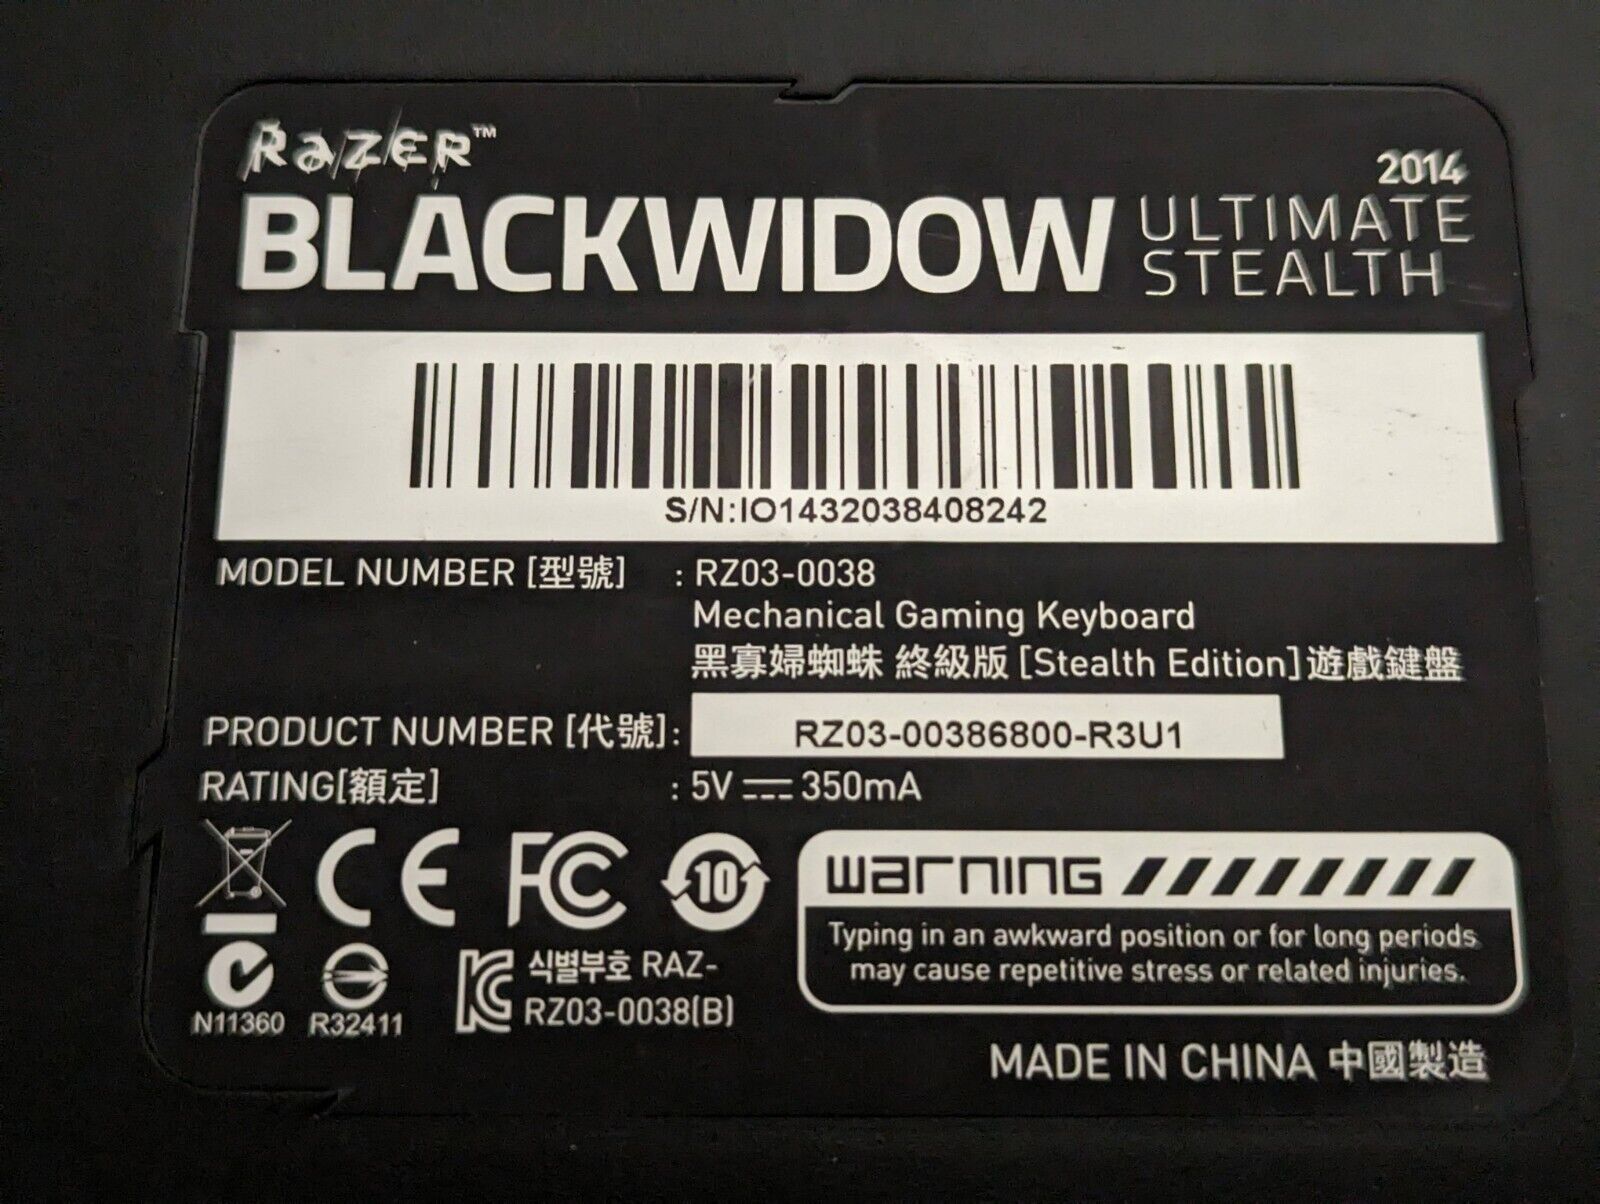 RAZER™
2014
BLACKWIDOW ULTIMATE STEALTH
S/N:IO1432038408242
MODEL NUMBER [型號] : RZ03-0038
Mechanical Gaming Keyboard
黑寡婦蜘蛛 終級版 [Stealth Edition]遊戲鍵盤
PRODUCT NUMBER [代號]: RZ03-00386800-R3U1
RATING[額定] : 5V ⎓ 350mA
CE FC 10
warning
Typing in an awkward position or for long periods
may cause repetitive stress or related injuries.
N11360 R32411
식별부호 RAZ-
RZ03-0038(B)
MADE IN CHINA 中國製造